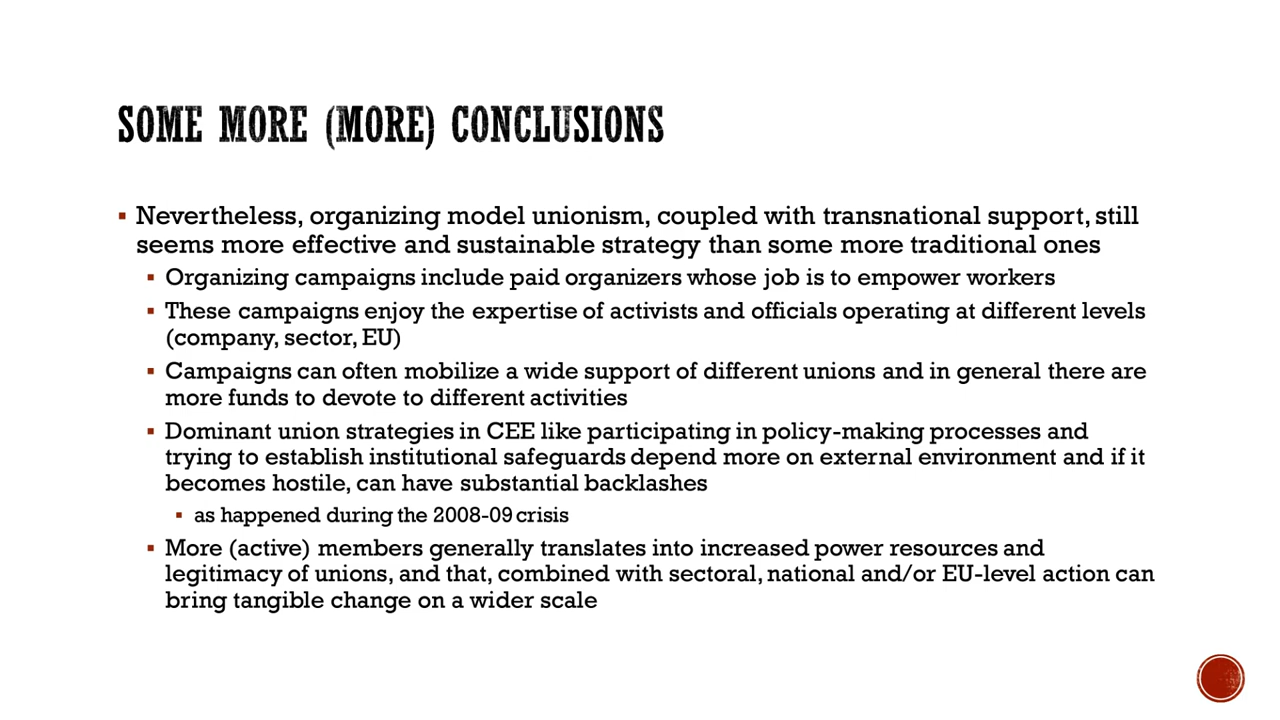 SOME MORE (MORE) CONCLUSIONS
▪ Nevertheless, organizing model unionism, coupled with transnational support, still
seems more effective and sustainable strategy than some more traditional ones
▪ Organizing campaigns include paid organizers whose job is to empower workers
▪ These campaigns enjoy the expertise of activists and officials operating at different levels
(company, sector, EU)
▪ Campaigns can often mobilize a wide support of different unions and in general there are
more funds to devote to different activities
▪ Dominant union strategies in CEE like participating in policy-making processes and
trying to establish institutional safeguards depend more on external environment and if it
becomes hostile, can have substantial backlashes
▪ as happened during the 2008-09 crisis
▪ More (active) members generally translates into increased power resources and
legitimacy of unions, and that, combined with sectoral, national and/or EU-level action can
bring tangible change on a wider scale